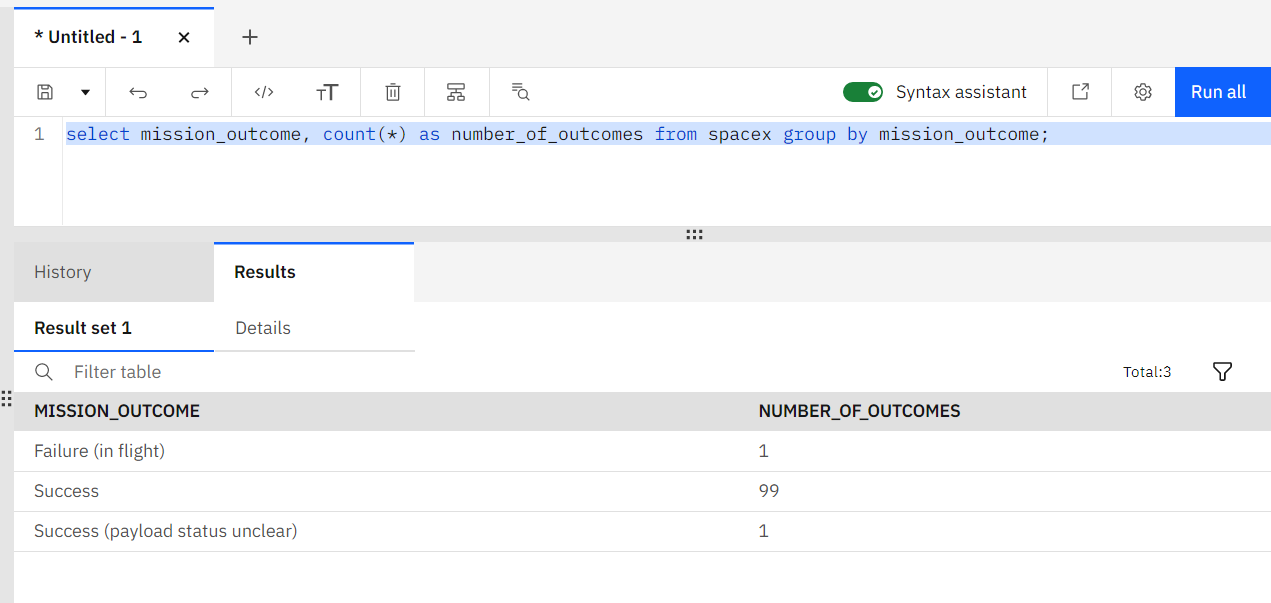 * Untitled - 1
Syntax assistant
Run all
1 select mission_outcome, count(*) as number_of_outcomes from spacex group by mission_outcome;
History
Results
Result set 1
Details
Filter table
Total:3
MISSION_OUTCOME NUMBER_OF_OUTCOMES
Failure (in flight) 1
Success 99
Success (payload status unclear) 1